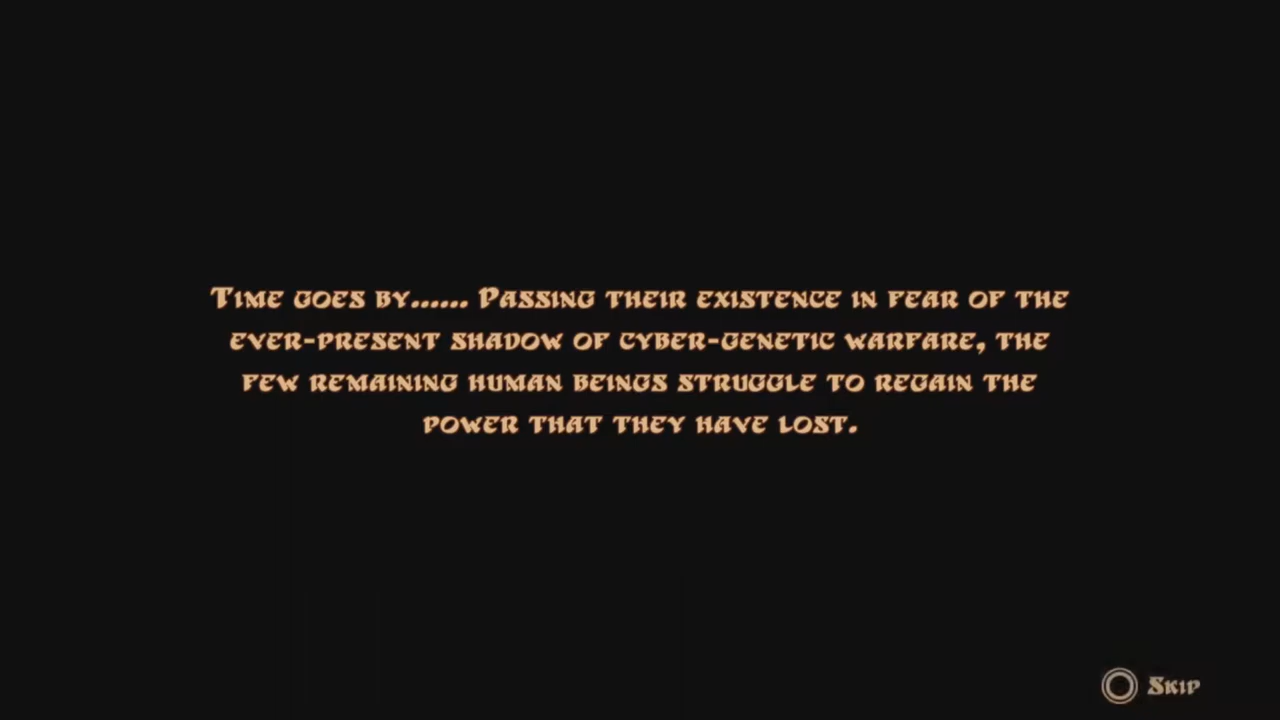 Time goes by...... Passing their existence in fear of the
ever-present shadow of cyber-genetic warfare, the
few remaining human beings struggle to regain the
power that they have lost.
Skip